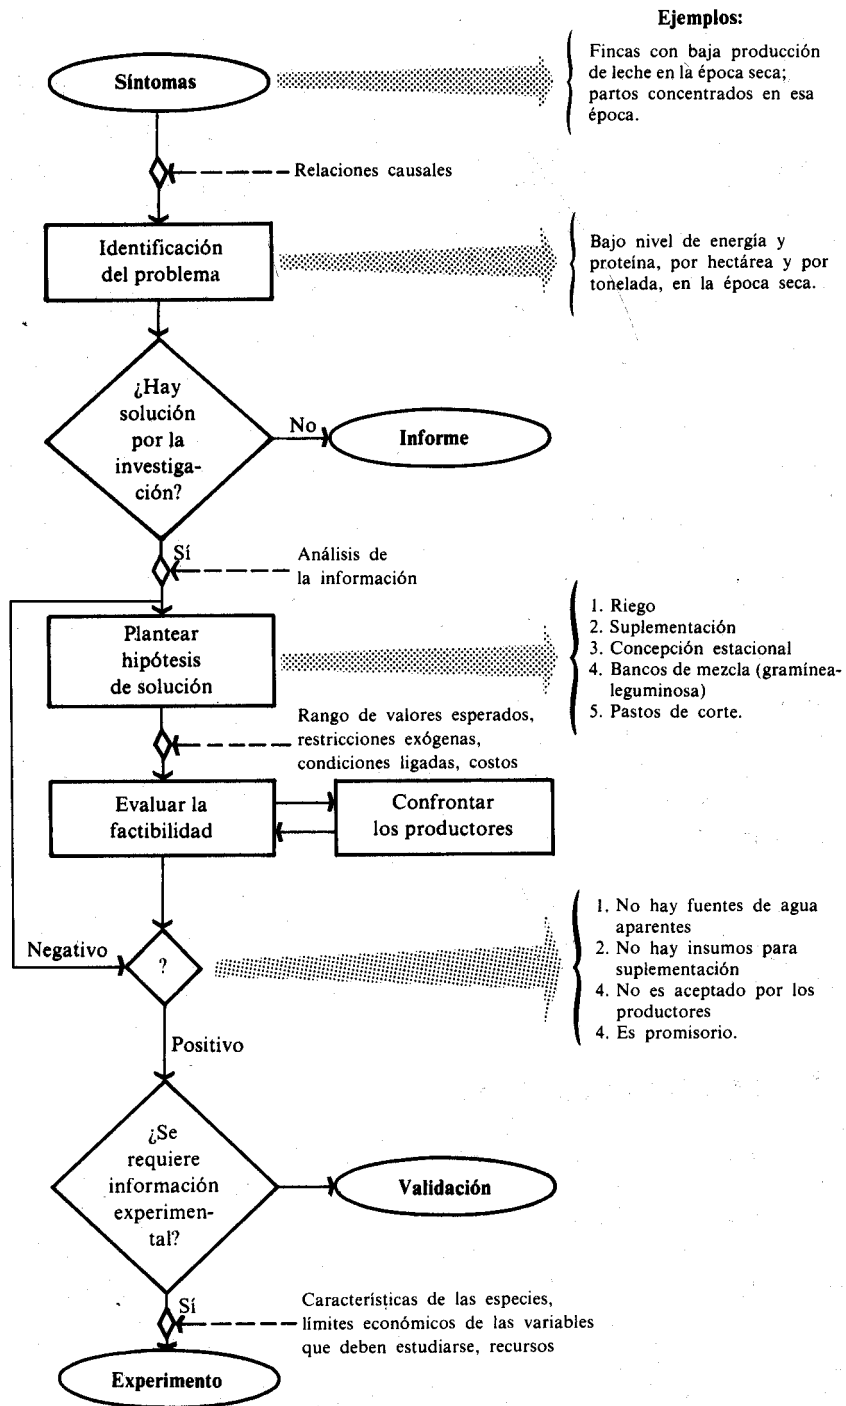 Ejemplos:
Síntomas
Fincas con baja producción
de leche en la época seca;
partos concentrados en esa
época.
Relaciones causales
Identificación
del problema
Bajo nivel de energía y
proteína, por hectárea y por
tonelada, en la época seca.
¿Hay
solución
por la
investiga-
ción?
No
Informe
Sí
Análisis de
la información
Plantear
hipótesis
de solución
1. Riego
2. Suplementación
3. Concepción estacional
4. Bancos de mezcla (gramínea-
leguminosa)
5. Pastos de corte.
Rango de valores esperados,
restricciones exógenas,
condiciones ligadas, costos
Evaluar la
factibilidad
Confrontar
los productores
1. No hay fuentes de agua
aparentes
2. No hay insumos para
suplementación
4. No es aceptado por los
productores
4. Es promisorio.
Negativo
?
Positivo
¿Se
requiere
información
experimen-
tal?
Validación
Sí
Características de las especies,
límites económicos de las variables
que deben estudiarse, recursos
Experimento